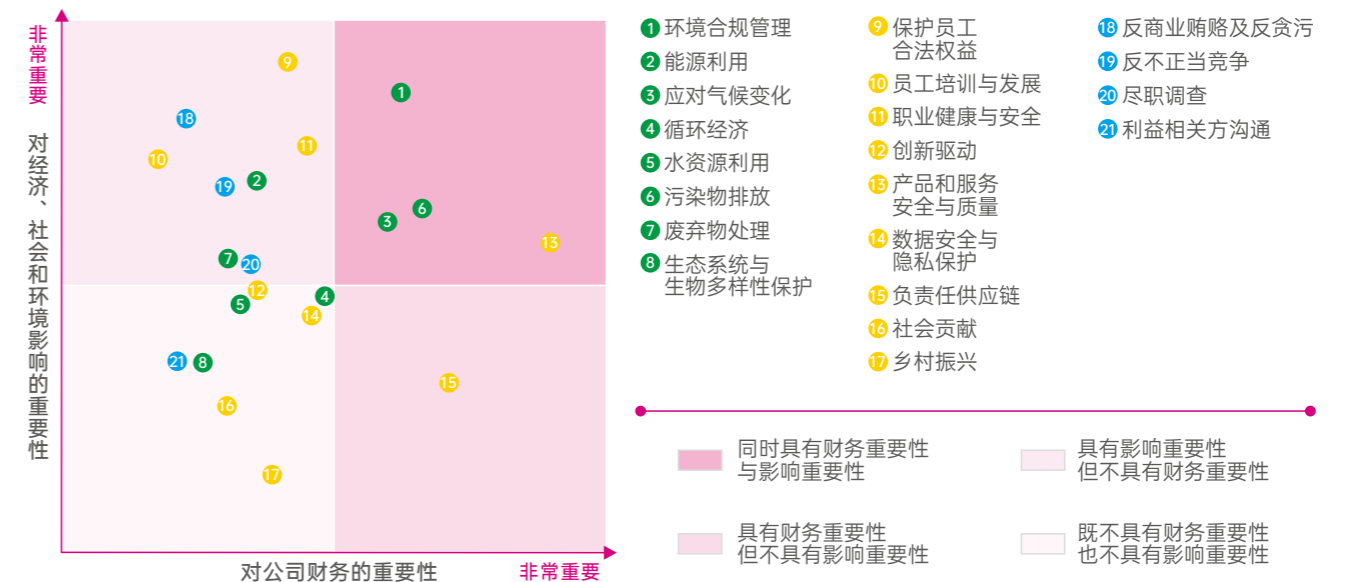 非常重要
对经济、社会和环境影响的重要性
9
1
18
11
10
2
19
6
3
13
7
20
12
4
5
14
21
8
15
16
17
对公司财务的重要性
非常重要
1 环境合规管理
2 能源利用
3 应对气候变化
4 循环经济
5 水资源利用
6 污染物排放
7 废弃物处理
8 生态系统与
生物多样性保护
9 保护员工
合法权益
10 员工培训与发展
11 职业健康与安全
12 创新驱动
13 产品和服务
安全与质量
14 数据安全与
隐私保护
15 负责任供应链
16 社会贡献
17 乡村振兴
18 反商业贿赂及反贪污
19 反不正当竞争
20 尽职调查
21 利益相关方沟通
同时具有财务重要性
与影响重要性
具有影响重要性
但不具有财务重要性
具有财务重要性
但不具有影响重要性
既不具有财务重要性
也不具有影响重要性